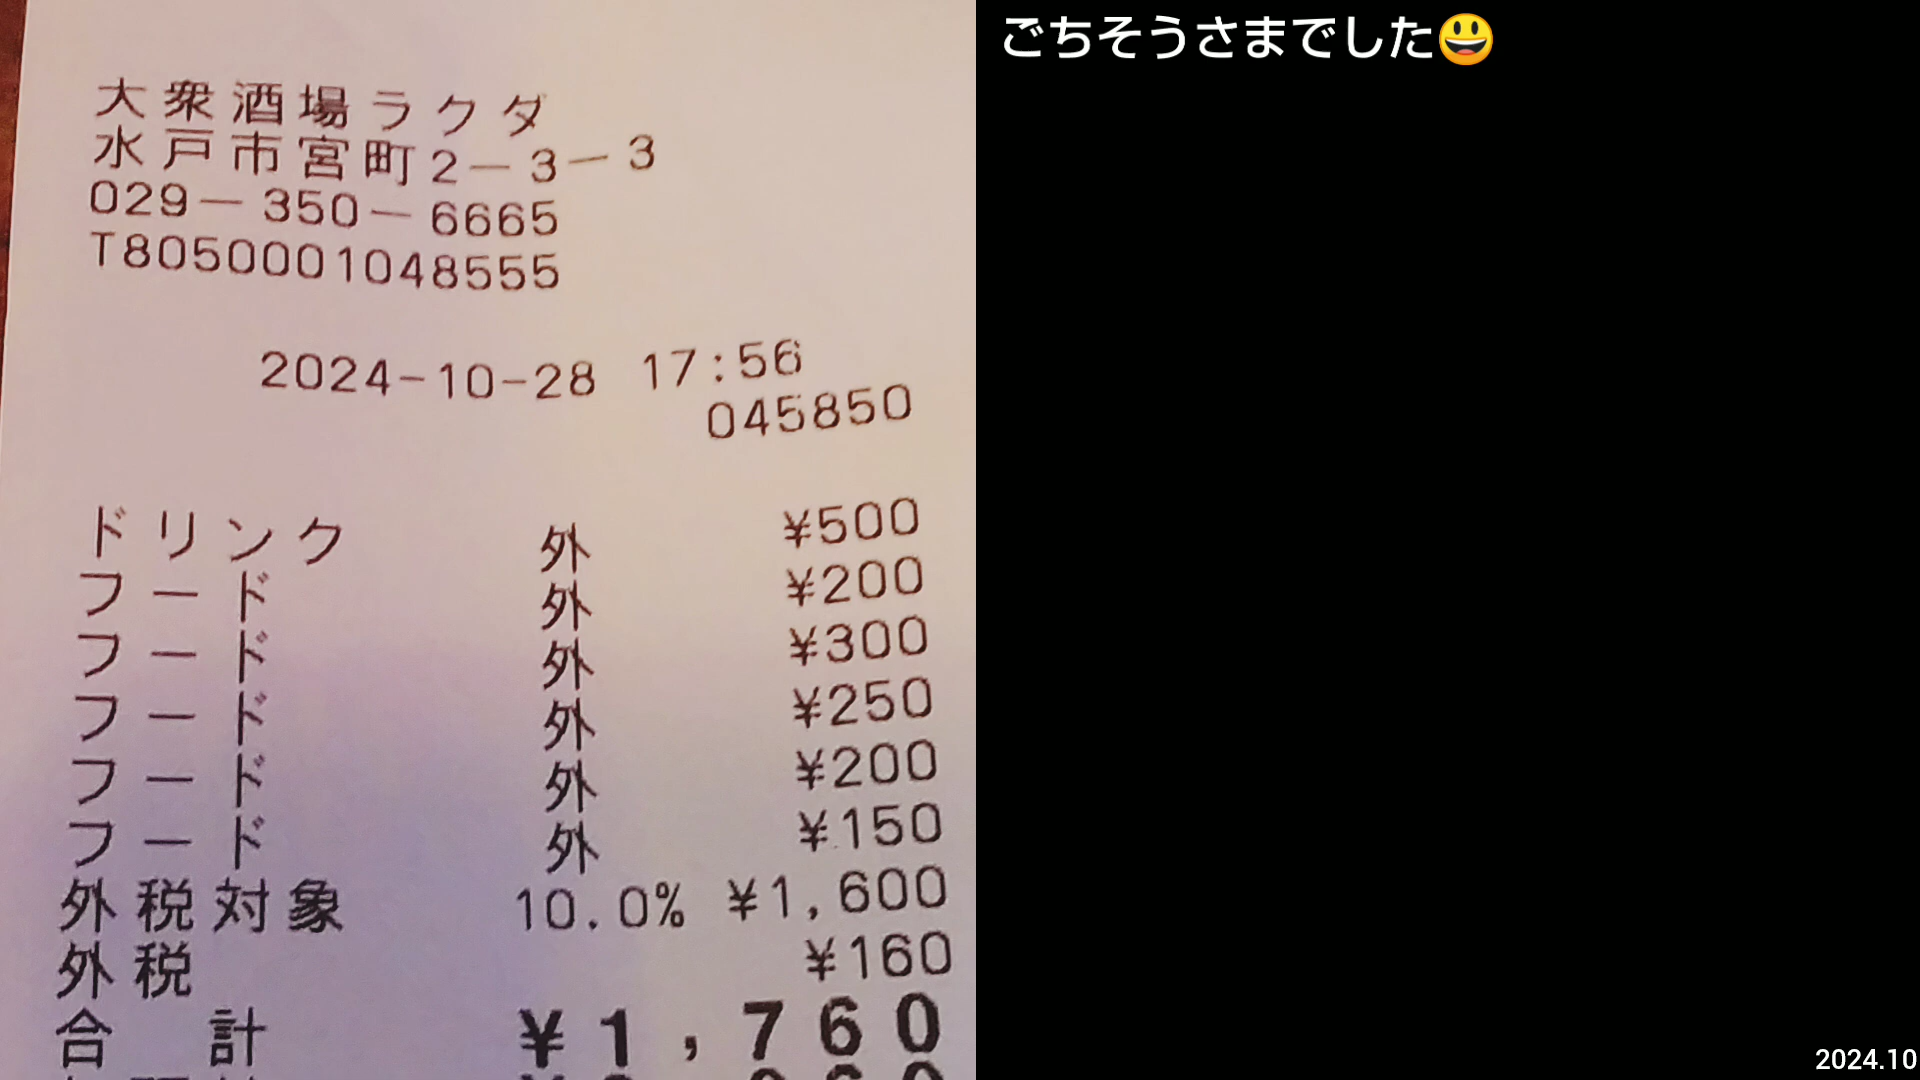 大衆酒場ラクダ
水戸市宮町2-3-3
029-350-6665
T8050001048555
2024-10-28 17:56
045850
ドリンク 外 ¥500
フード 外 ¥200
フード 外 ¥300
フード 外 ¥250
フード 外 ¥200
フード 外 ¥150
外税対象 10.0% ¥1,600
外税 ¥160
合 計 ¥1,760
ごちそうさまでした😃
2024.10